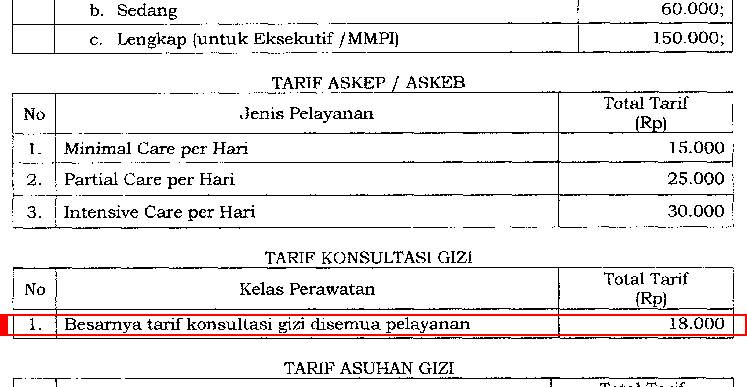 b. Sedang 60.000;
c. Lengkap (untuk Eksekutif /MMPI) 150.000;
TARIF ASKEP / ASKEB
No Jenis Pelayanan Total Tarif (Rp)
1. Minimal Care per Hari 15.000
2. Partial Care per Hari 25.000
3. Intensive Care per Hari 30.000
TARIF KONSULTASI GIZI
No Kelas Perawatan Total Tarif (Rp)
1. Besarnya tarif konsultasi gizi disemua pelayanan 18.000
TARIF ASUHAN GIZI